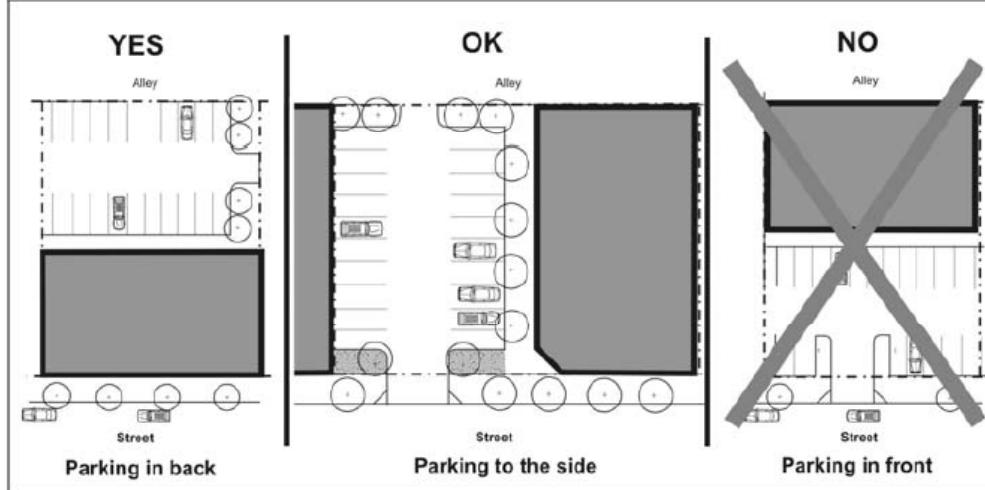 YES
Alley
Street
Parking in back
OK
Alley
Street
Parking to the side
NO
Alley
Street
Parking in front